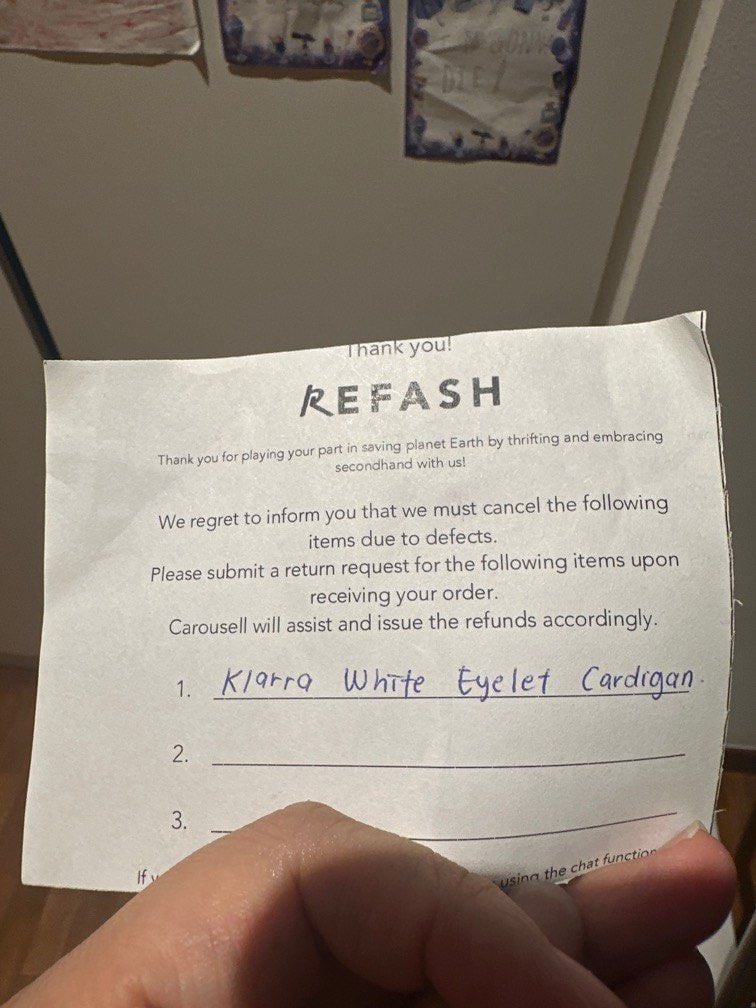 DIE!
Thank you!
REFASH
Thank you for playing your part in saving planet Earth by thrifting and embracing
secondhand with us!
We regret to inform you that we must cancel the following
items due to defects.
Please submit a return request for the following items upon
receiving your order.
Carousell will assist and issue the refunds accordingly.
1. Klarra White Eyelet Cardigan.
2.
3.
If
using the chat function